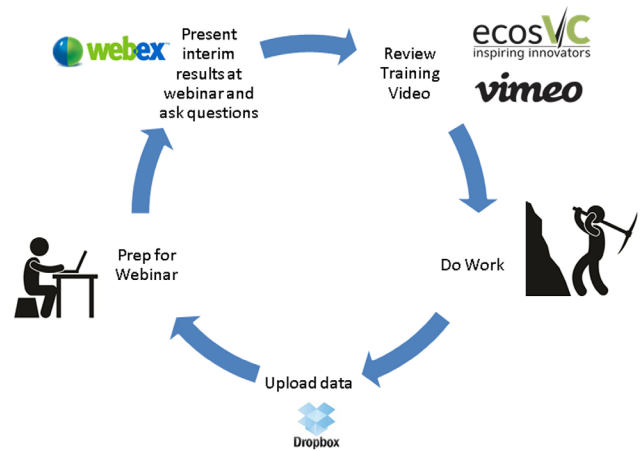 webex
Present
interim
results at
webinar and
ask questions
Review
Training
Video
ecosVC
inspiring innovators
vimeo
Do Work
Upload data
Dropbox
Prep for
Webinar